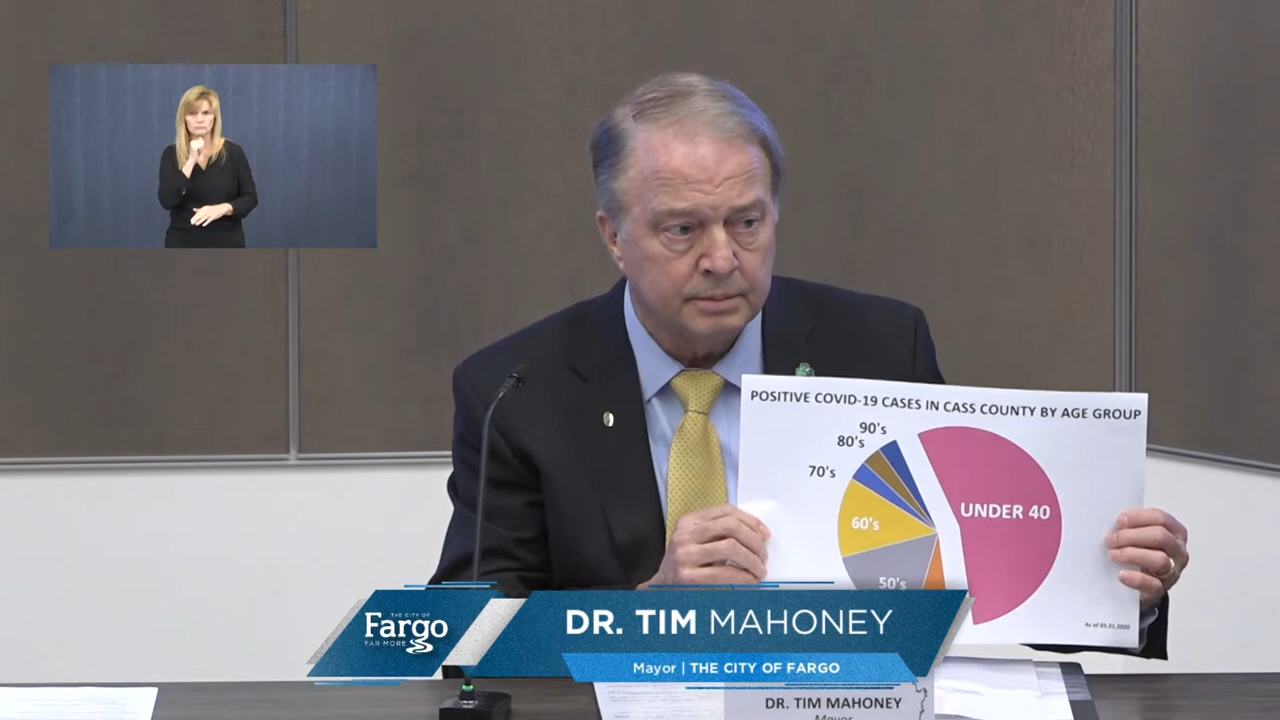 POSITIVE COVID-19 CASES IN CASS COUNTY BY AGE GROUP
90's
80's
70's
UNDER 40
60's
50's
As of 03.31.2020
THE CITY OF
Fargo
FAR MORE
DR. TIM MAHONEY
Mayor | THE CITY OF FARGO
DR. TIM MAHONEY
Mayor